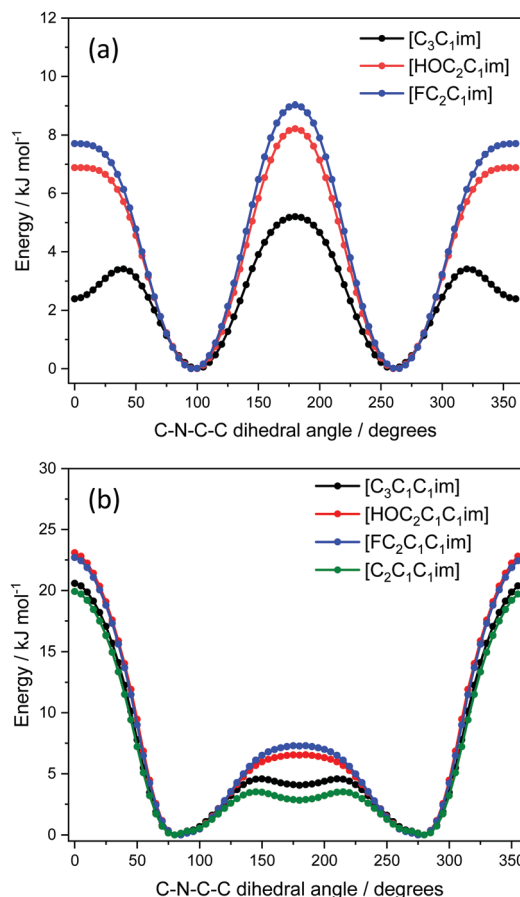 (a)
[C₃C₁im]
[HOC₂C₁im]
[FC₂C₁im]
Energy / kJ mol⁻¹
12
10
8
6
4
2
0
0 50 100 150 200 250 300 350
C-N-C-C dihedral angle / degrees
(b)
[C₃C₁C₁im]
[HOC₂C₁C₁im]
[FC₂C₁C₁im]
[C₂C₁C₁im]
Energy / kJ mol⁻¹
30
25
20
15
10
5
0
0 50 100 150 200 250 300 350
C-N-C-C dihedral angle / degrees